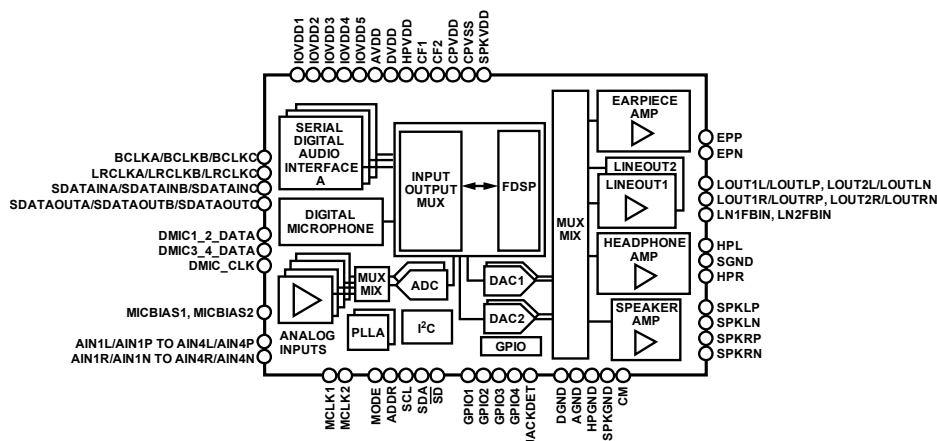 IOVDD1
IOVDD2
IOVDD3
IOVDD4
IOVDD5
AVDD
DVDD
HPVDD
CF1
CF2
CPVDD
CPVSS
SPKVDD
BCLKA/BCLKB/BCLKC
LRCLKA/LRCLKB/LRCLKC
SDATAINA/SDATAINB/SDATAINC
SDATAOUTA/SDATAOUTB/SDATAOUTC
DMIC1_2_DATA
DMIC3_4_DATA
DMIC_CLK
MICBIAS1, MICBIAS2
AIN1L/AIN1P TO AIN4L/AIN4P
AIN1R/AIN1N TO AIN4R/AIN4N
SERIAL
DIGITAL
AUDIO
INTERFACE
A
DIGITAL
MICROPHONE
ANALOG
INPUTS
MUX
MIX
ADC
PLLA
I2C
INPUT
OUTPUT
MUX
FDSP
DAC1
DAC2
GPIO
MUX
MIX
EARPIECE
AMP
LINEOUT2
LINEOUT1
HEADPHONE
AMP
SPEAKER
AMP
EPP
EPN
LOUT1L/LOUTLP, LOUT2L/LOUTLN
LOUT1R/LOUTRP, LOUT2R/LOUTRN
LN1FBIN, LN2FBIN
HPL
SGND
HPR
SPKLP
SPKLN
SPKRP
SPKRN
MCLK1
MCLK2
MODE
ADDR
SCL
SDA
SD
GPIO1
GPIO2
GPIO3
GPIO4
JACKDET
DGND
AGND
HPGND
SPKGND
CM